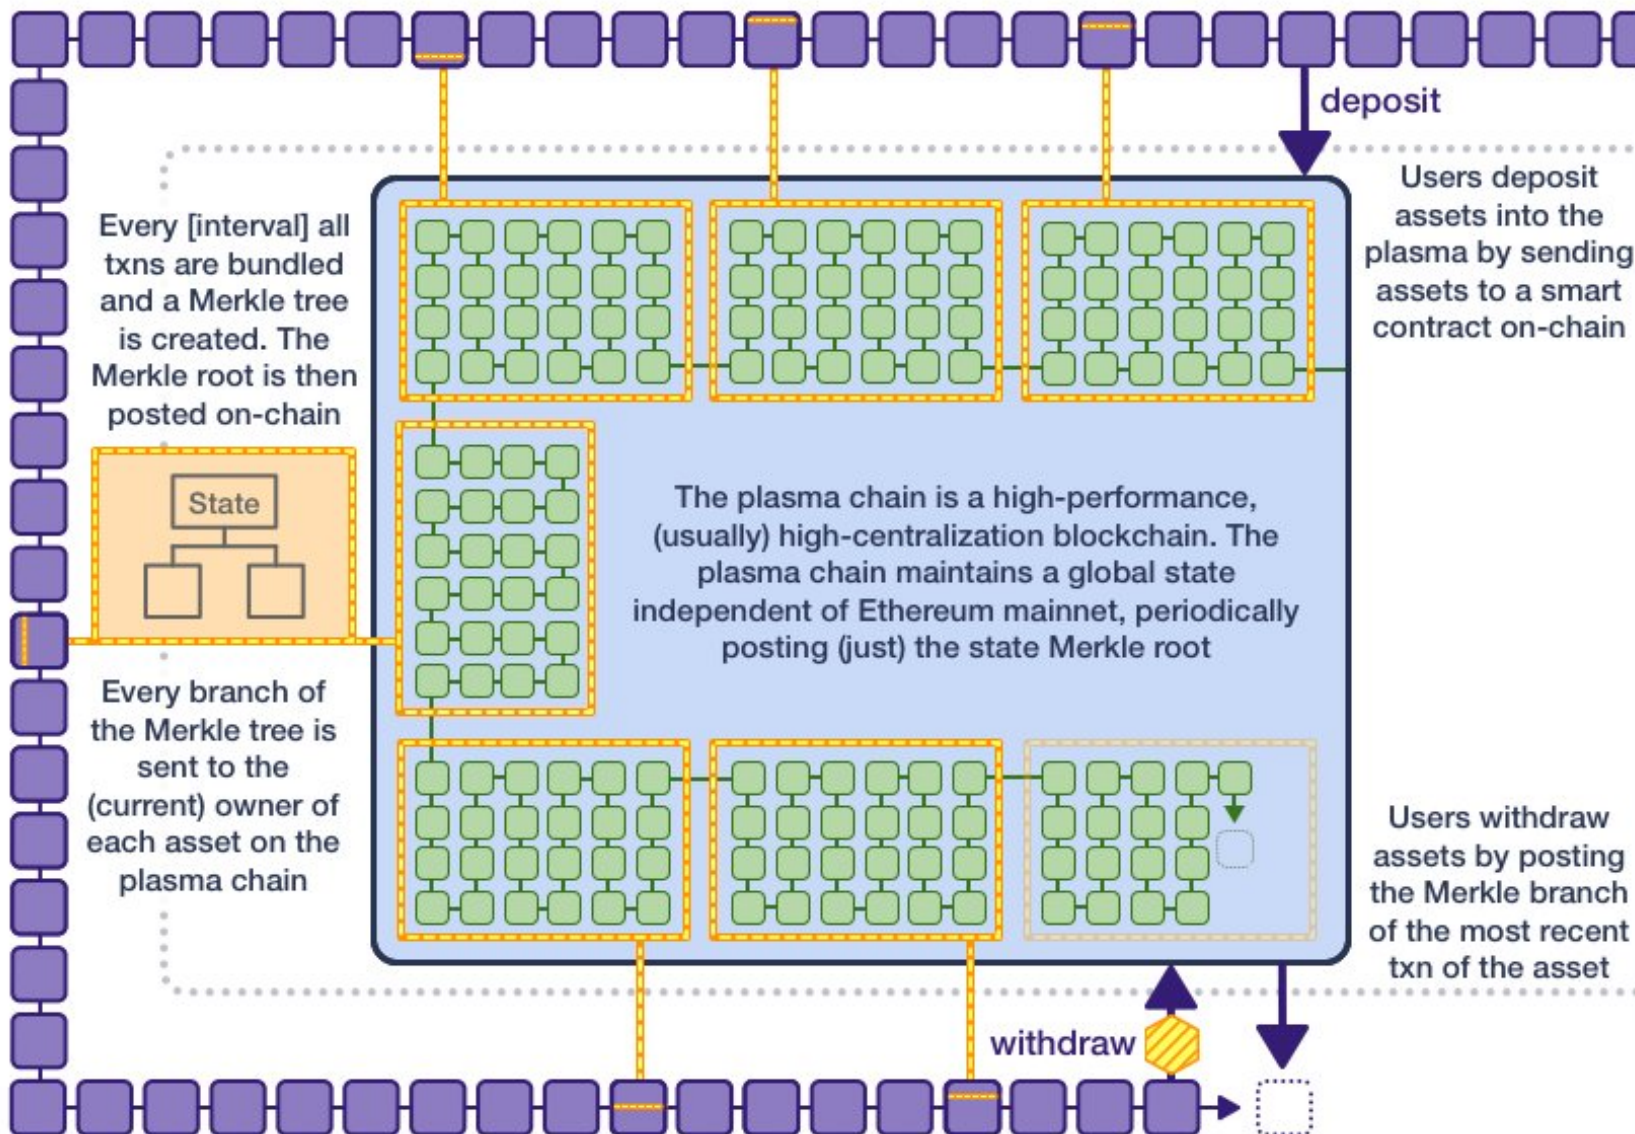 deposit
Users deposit
assets into the
plasma by sending
assets to a smart
contract on-chain
Every [interval] all
txns are bundled
and a Merkle tree
is created. The
Merkle root is then
posted on-chain
State
The plasma chain is a high-performance,
(usually) high-centralization blockchain. The
plasma chain maintains a global state
independent of Ethereum mainnet, periodically
posting (just) the state Merkle root
Every branch of
the Merkle tree is
sent to the
(current) owner of
each asset on the
plasma chain
Users withdraw
assets by posting
the Merkle branch
of the most recent
txn of the asset
withdraw